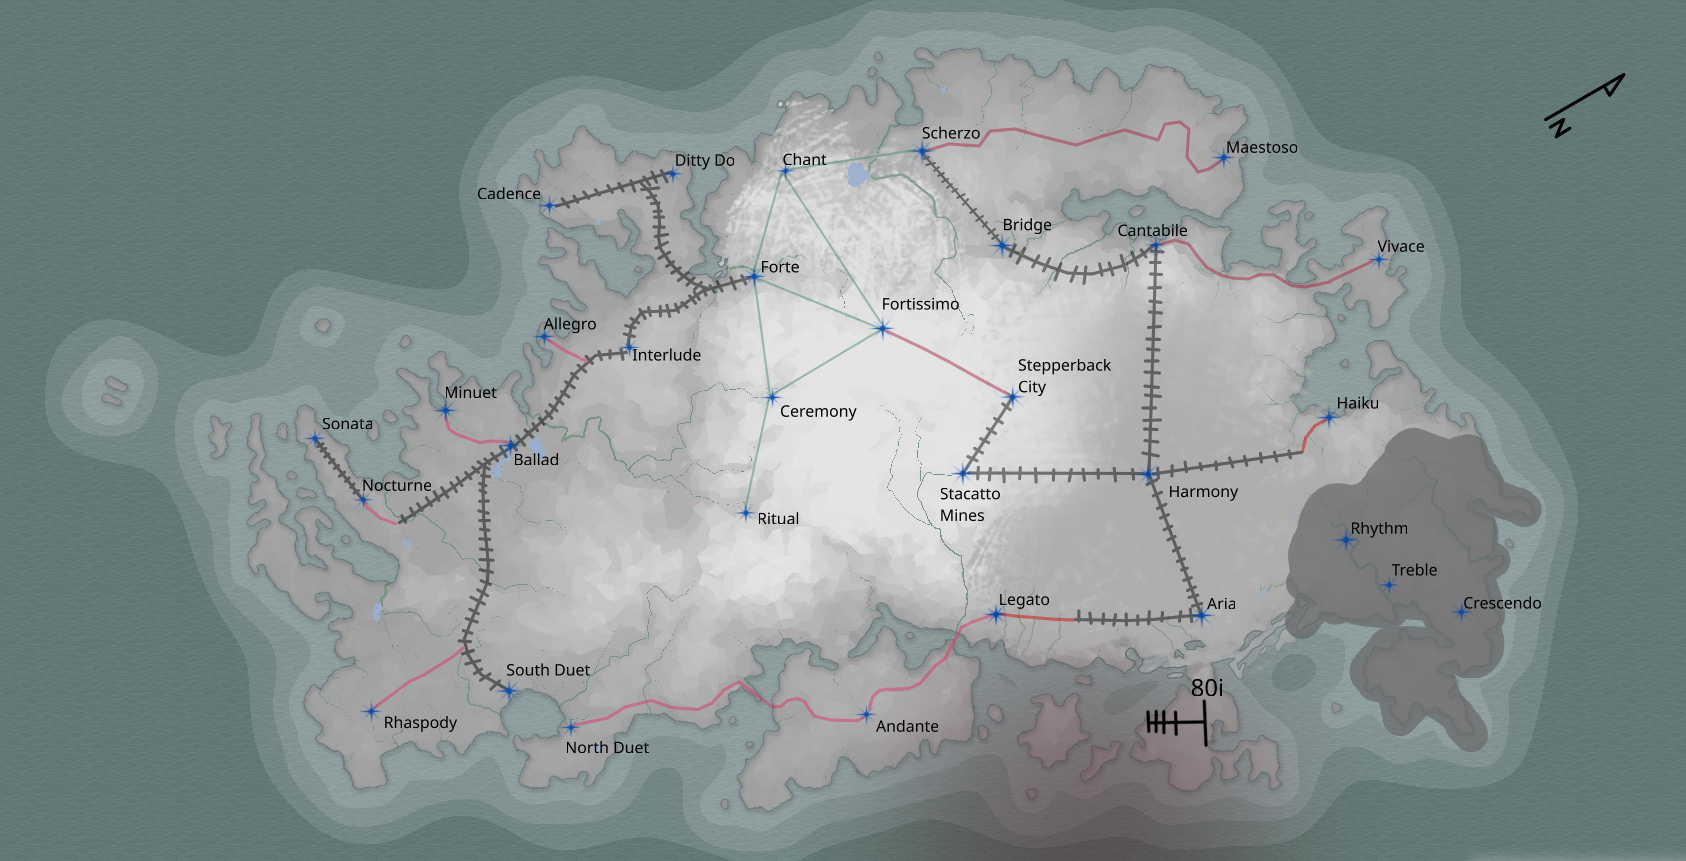 Scherzo
Maestoso
Ditty Do
Chant
Cadence
N
Bridge
Cantabile
Vivace
Forte
Fortissimo
Allegro
Interlude
Stepperback
City
Minuet
Haiku
Ceremony
Sonata
Ballad
Nocturne
Stacatto
Mines
Harmony
Ritual
Rhythm
Treble
Legato
Aria
Crescendo
South Duet
80i
Rhaspody
Andante
North Duet